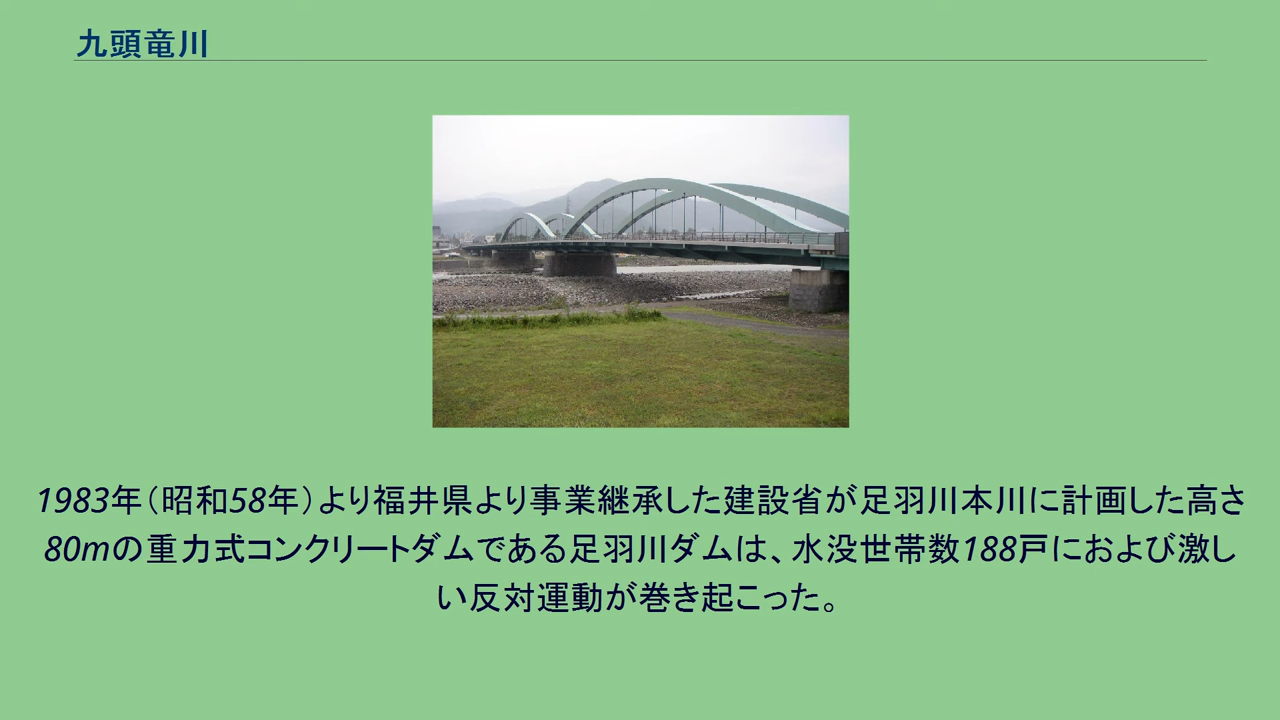 九頭竜川
1983年（昭和58年）より福井県より事業継承した建設省が足羽川本川に計画した高さ
80mの重力式コンクリートダムである足羽川ダムは、水没世帯数188戸におよび激し
い反対運動が巻き起こった。